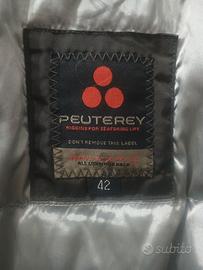 PEUTEREY
RIGGING FOR SEAFARING LIFE
DON'T REMOVE THIS LABEL
42
subito